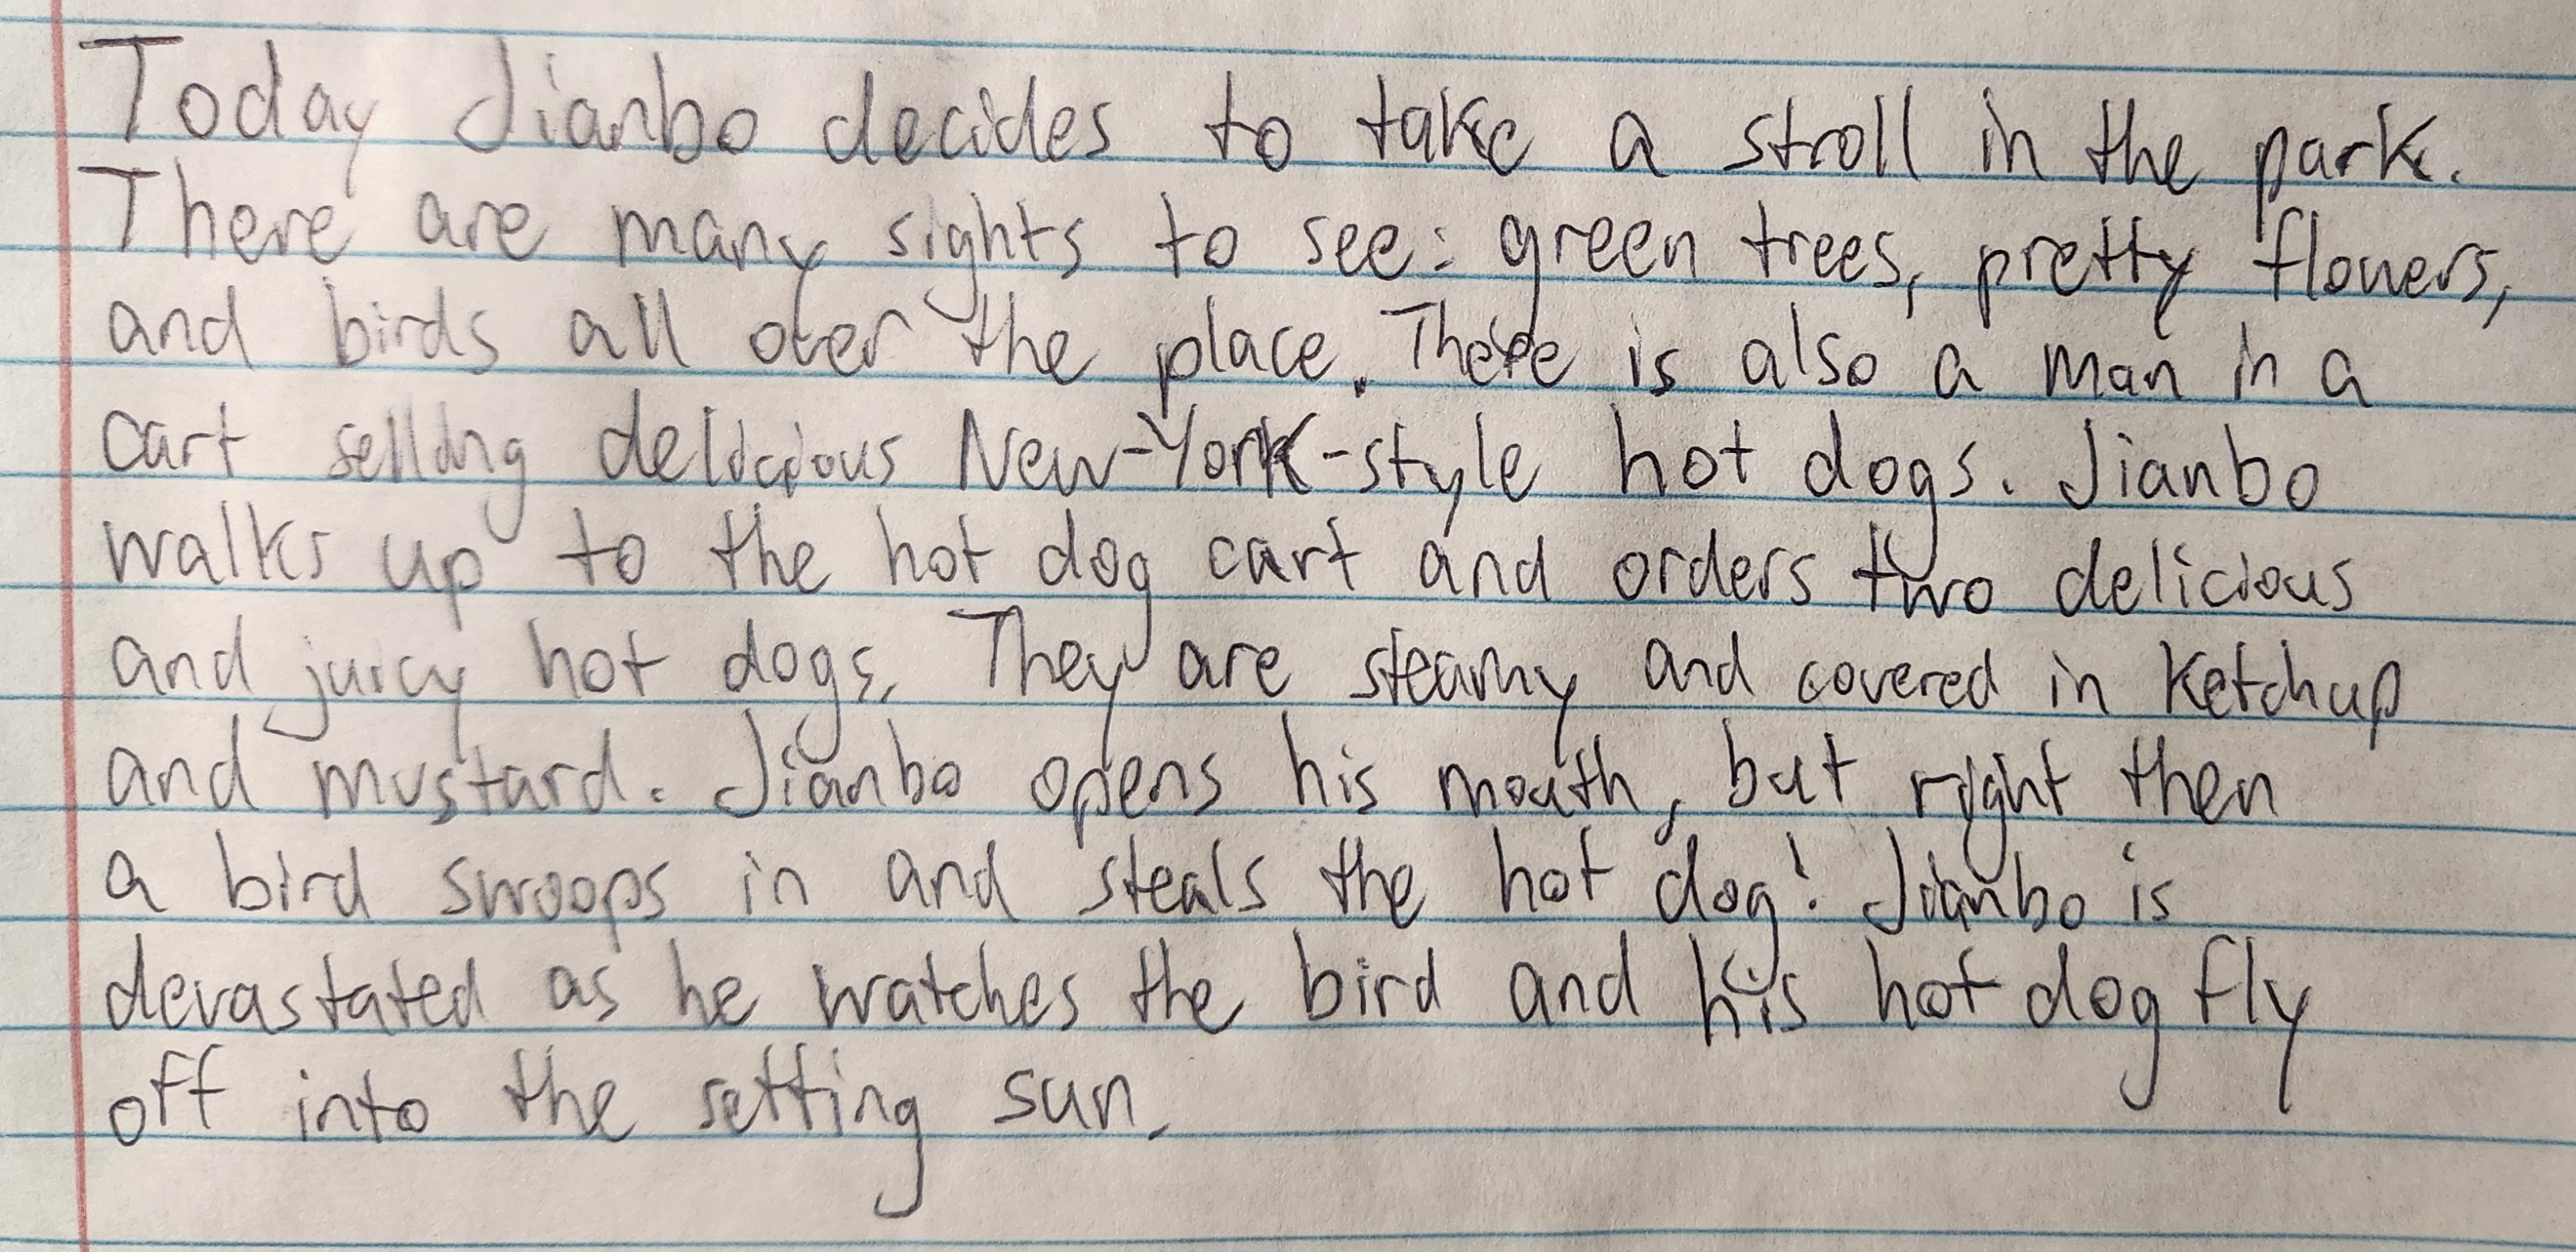 Today Jianbo decides to take a stroll in the park.
There are many sights to see: green trees, pretty flowers,
and birds all over the place. There is also a man in a
cart selling delicious New-York-style hot dogs. Jianbo
walks up to the hot dog cart and orders two delicious
and juicy hot dogs. They are steamy and covered in ketchup
and mustard. Jianbo opens his mouth, but right then
a bird swoops in and steals the hot dog! Jianbo is
devastated as he watches the bird and his hot dog fly
off into the setting sun.